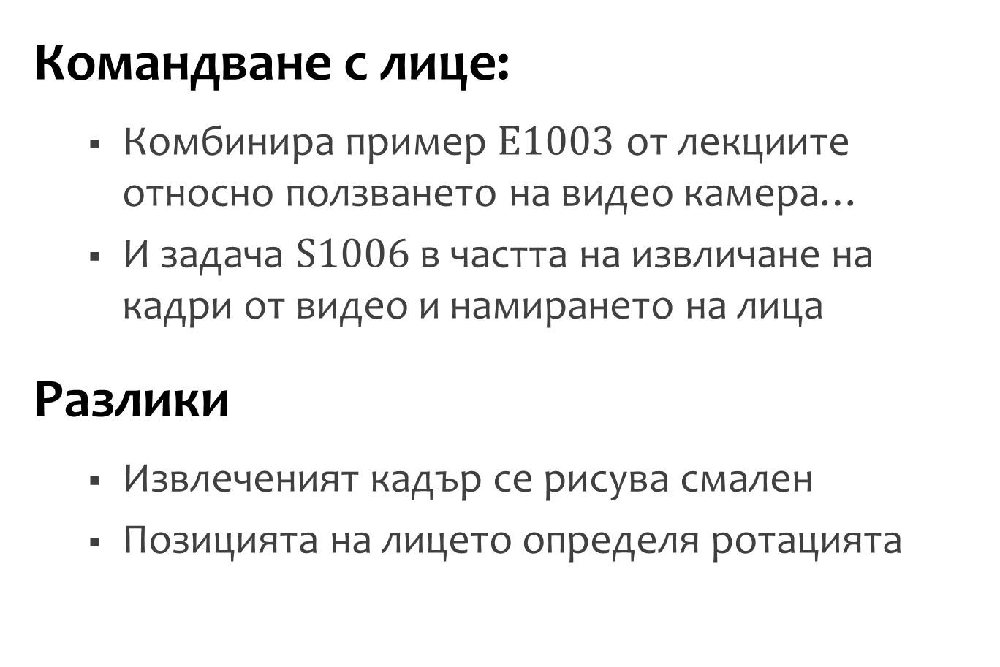 Командване с лице:
Комбинира пример E1003 от лекциите
относно ползването на видео камера…
И задача S1006 в частта на извличане на
кадри от видео и намирането на лица
Разлики
Извлеченият кадър се рисува смален
Позицията на лицето определя ротацията